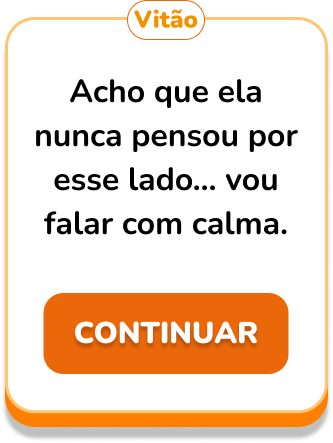 Vitão
Acho que ela
nunca pensou por
esse lado... vou
falar com calma.
CONTINUAR